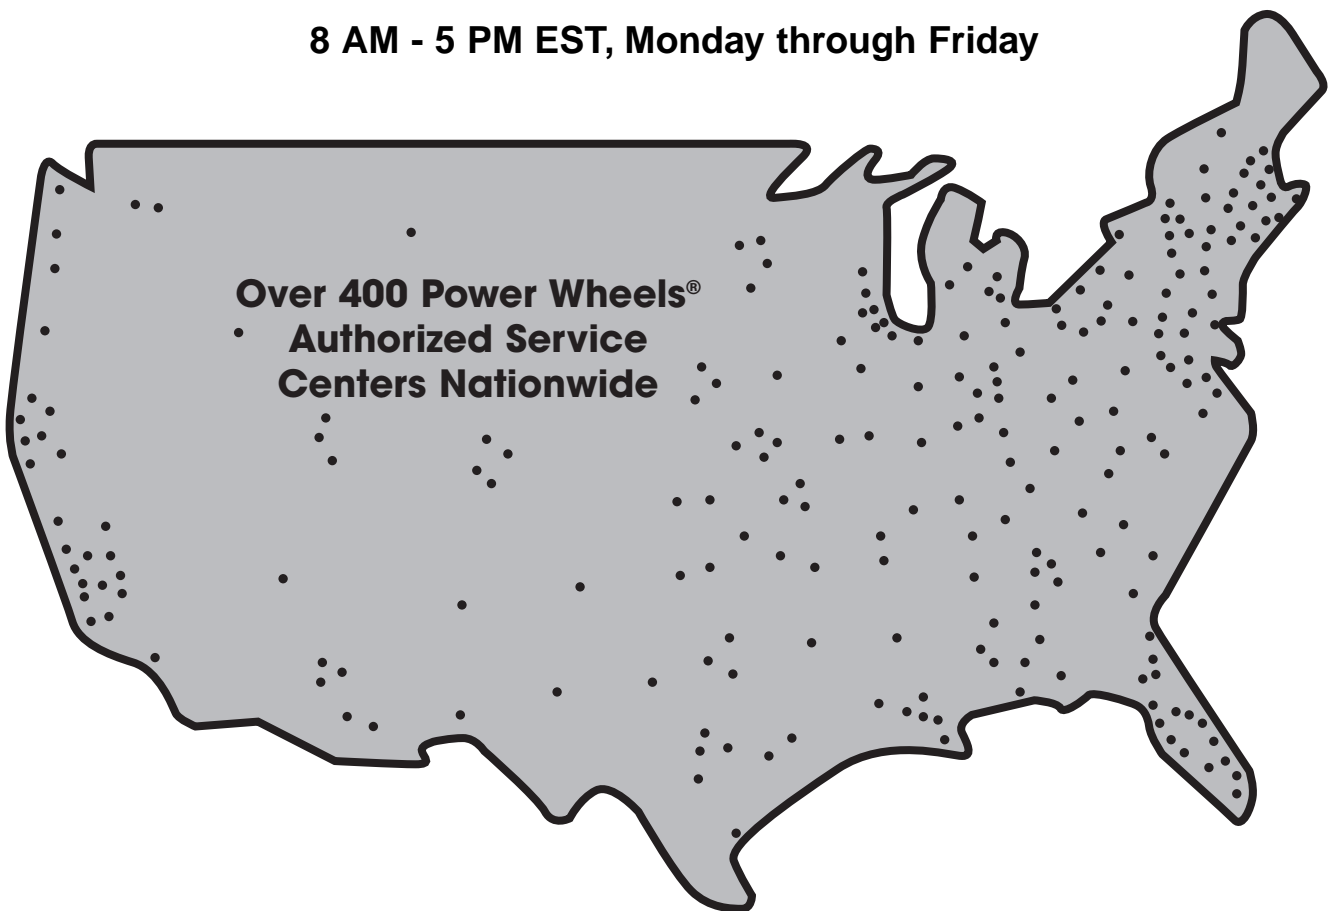 8 AM - 5 PM EST, Monday through Friday
Over 400 Power Wheels®
Authorized Service
Centers Nationwide